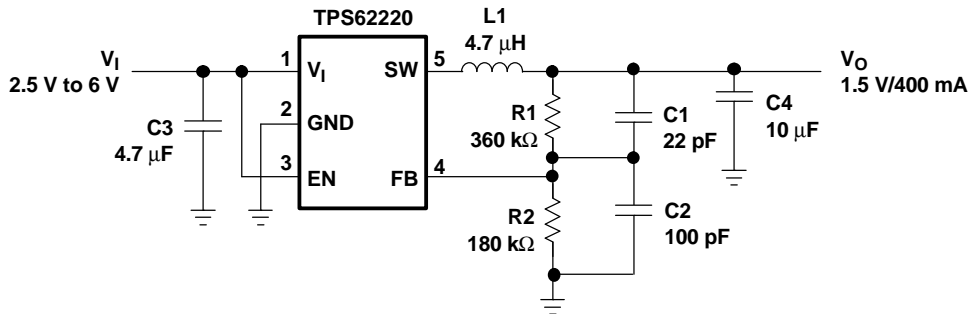 TPS62220
V_I
2.5 V to 6 V
1
V_I
SW
5
L1
4.7 μH
V_O
1.5 V/400 mA
C3
4.7 μF
2
GND
3
EN
FB
4
R1
360 kΩ
C1
22 pF
C4
10 μF
R2
180 kΩ
C2
100 pF